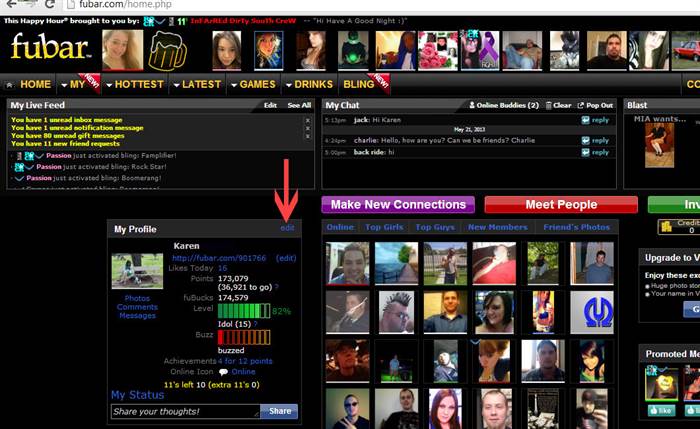 fubar.com/home.php
This Happy Hour brought to you by: 11" Inf ArREd DirTy SouTh CreW -- "Hi Have A Good Night :)"
fubar
HOME MY NEW! HOTTEST LATEST GAMES DRINKS BLING NEW! CO
My Live Feed Edit See All
You have 1 unread inbox message x
You have 1 unread notification message
You have 80 unread gift messages
You have 11 new friend requests x
Passion just activated bling: Famplifier!
Passion just activated bling: Rock Star!
Passion just activated bling: Boomerang!
My Chat Online Buddies (2) Clear Pop Out
5:13pm jack: Hi Karen reply
May 21, 2013
4:24pm charlie: Hello, how are you? Can we be friends? Charlie reply
5:00pm back ride: hi reply
Blast
MIA wants...
Make New Connections Meet People Inv
Credit
0
My Profile edit
Karen
http://fubar.com/901766 (edit)
Likes Today 16
Points 173,079
(36,921 to go) ?
fuBucks 174,579
Level 82%
Idol (15) ?
Buzz
buzzed
Achievements 4 for 12 points
Online Icon Online
11's left 10 (extra 11's 0)
Photos
Comments
Messages
My Status
Share your thoughts! Share
Online Top Girls Top Guys New Members Friend's Photos
Upgrade to V
Enjoy these exc
Huge photo stor
Your name in V
G
Promoted Me
like like